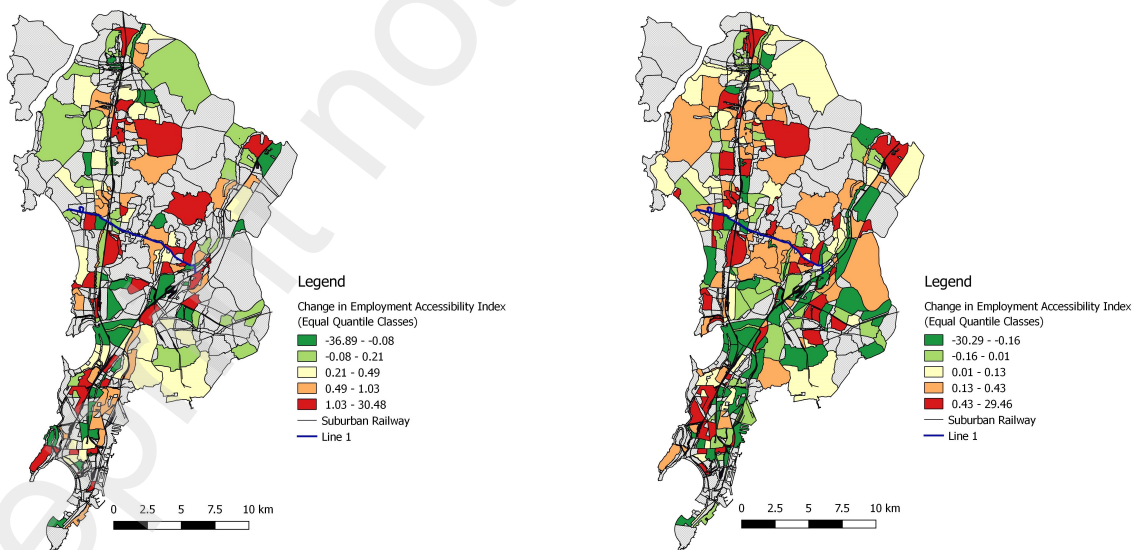 Legend
Change in Employment Accessibility Index
(Equal Quantile Classes)
-36.89 - -0.08
-0.08 - 0.21
0.21 - 0.49
0.49 - 1.03
1.03 - 30.48
Suburban Railway
Line 1
0 2.5 5 7.5 10 km
Legend
Change in Employment Accessibility Index
(Equal Quantile Classes)
-30.29 - -0.16
-0.16 - 0.01
0.01 - 0.13
0.13 - 0.43
0.43 - 29.46
Suburban Railway
Line 1
0 2.5 5 7.5 10 km